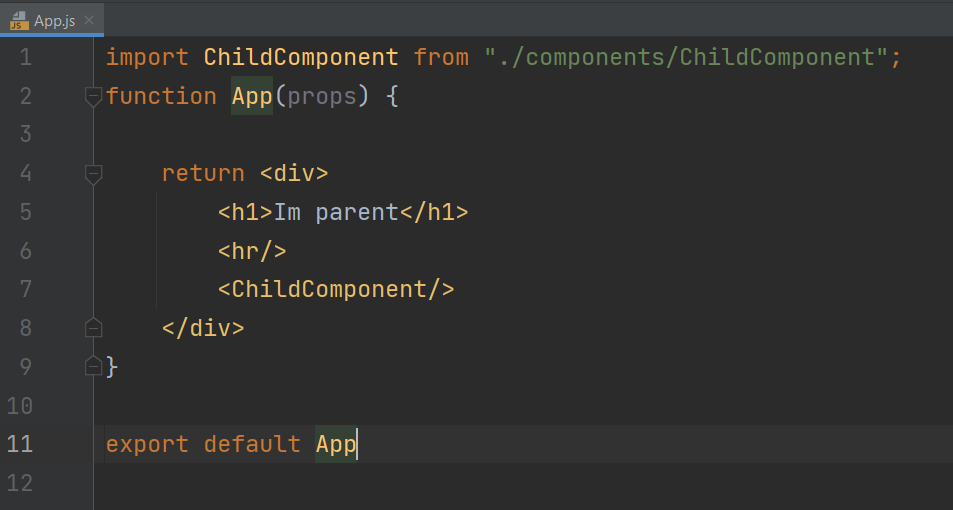 JS App.js ×
1 import ChildComponent from "./components/ChildComponent";
2 function App(props) {
3
4     return <div>
5         <h1>Im parent</h1>
6         <hr/>
7         <ChildComponent/>
8     </div>
9 }
10
11 export default App
12